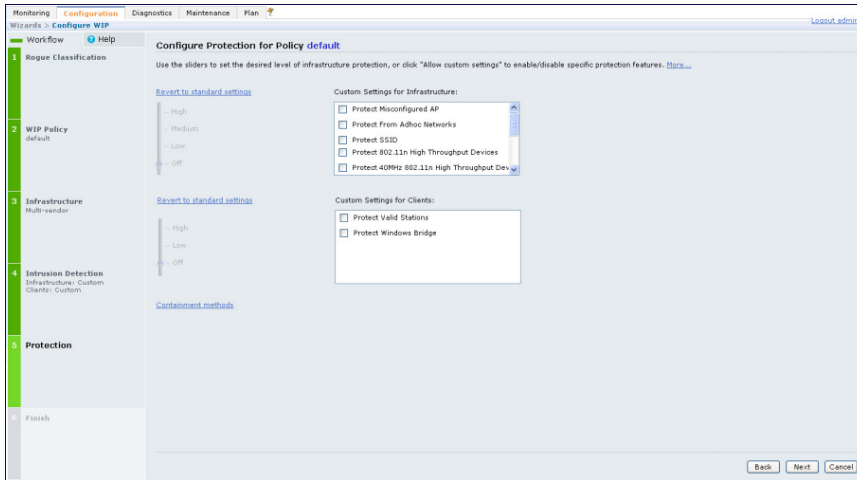 Monitoring Configuration Diagnostics Maintenance Plan
Wizards > Configure WIP
Logout admin
Workflow Help
1 Rogue Classification
2 WIP Policy
default
3 Infrastructure
Multi-vendor
4 Intrusion Detection
Infrastructure: Custom
Clients: Custom
5 Protection
6 Finish
Configure Protection for Policy default
Use the sliders to set the desired level of infrastructure protection, or click "Allow custom settings" to enable/disable specific protection features. More...
Revert to standard settings
High
Medium
Low
Off
Custom Settings for Infrastructure:
Protect Misconfigured AP
Protect From Adhoc Networks
Protect SSID
Protect 802.11n High Throughput Devices
Protect 40MHz 802.11n High Throughput Dev
Revert to standard settings
High
Low
Off
Custom Settings for Clients:
Protect Valid Stations
Protect Windows Bridge
Containment methods
Back Next Cancel